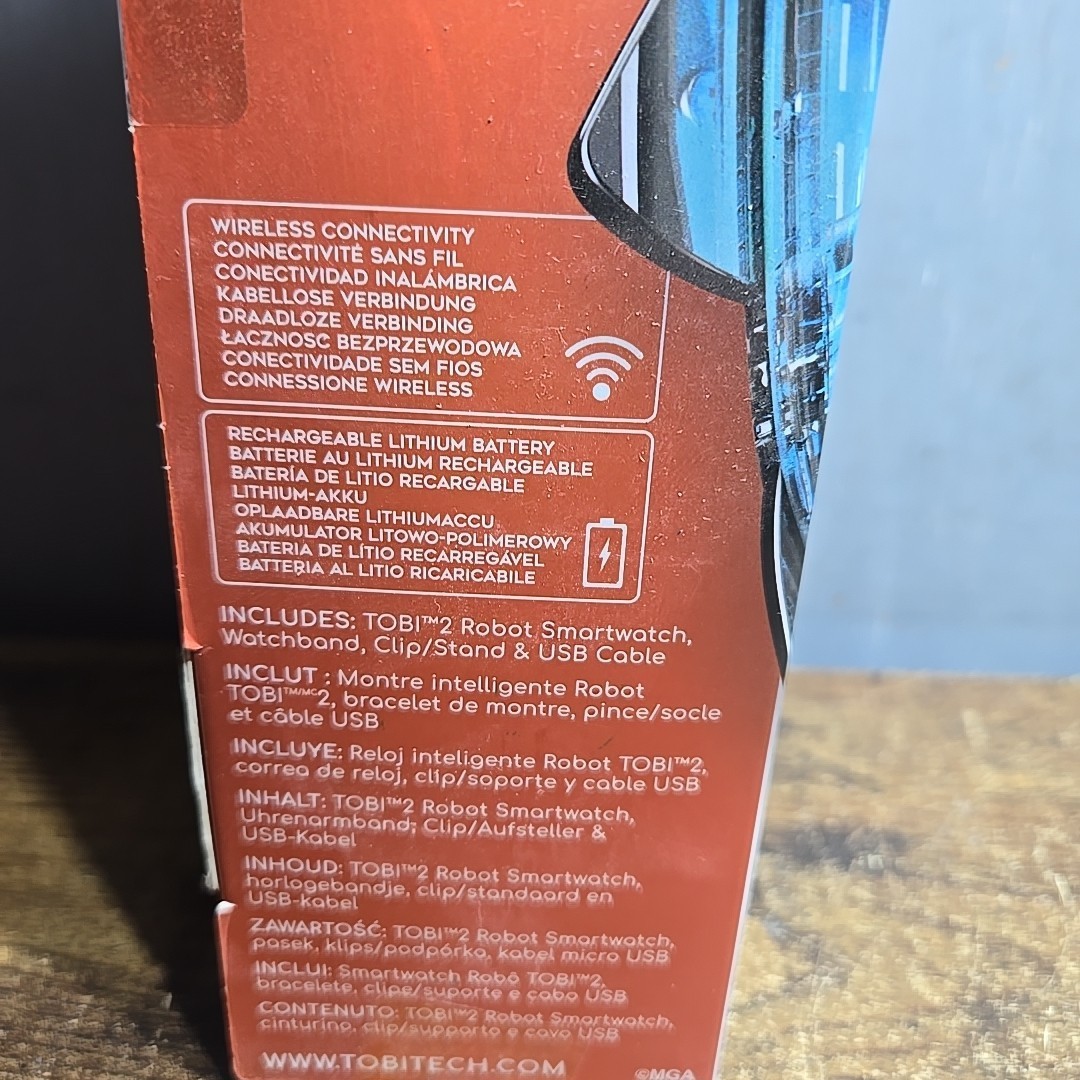 WIRELESS CONNECTIVITY
CONNECTIVITÉ SANS FIL
CONECTIVIDAD INALÁMBRICA
KABELLOSE VERBINDUNG
DRAADLOZE VERBINDING
ŁACZNOSC BEZPRZEWODOWA
CONECTIVIDADE SEM FIOS
CONNESSIONE WIRELESS
RECHARGEABLE LITHIUM BATTERY
BATTERIE AU LITHIUM RECHARGEABLE
BATERÍA DE LITIO RECARGABLE
LITHIUM-AKKU
OPLAADBARE LITHIUMACCU
AKUMULATOR LITOWO-POLIMEROWY
BATERIA DE LÍTIO RECARREGÁVEL
BATTERIA AL LITIO RICARICABILE
INCLUDES: TOBI™2 Robot Smartwatch,
Watchband, Clip/Stand & USB Cable
INCLUT : Montre intelligente Robot
TOBI™/MC2, bracelet de montre, pince/socle
et câble USB
INCLUYE: Reloj inteligente Robot TOBI™2,
correa de reloj, clip/soporte y cable USB
INHALT: TOBI™2 Robot Smartwatch,
Uhrenarmband; Clip/Aufsteller &
USB-Kabel
INHOUD: TOBI™2 Robot Smartwatch,
horlogebandje, clip/standaard en
USB-kabel
ZAWARTOŚĆ: TOBI™2 Robot Smartwatch,
pasek, klips/podpórka, kabel micro USB
INCLUI: Smartwatch Robô TOBI™2,
bracelete, clipe/suporte e cabo USB
CONTENUTO: TOBI™2 Robot Smartwatch,
cinturino, clip/supporto e cavo USB
WWW.TOBITECH.COM
©MGA